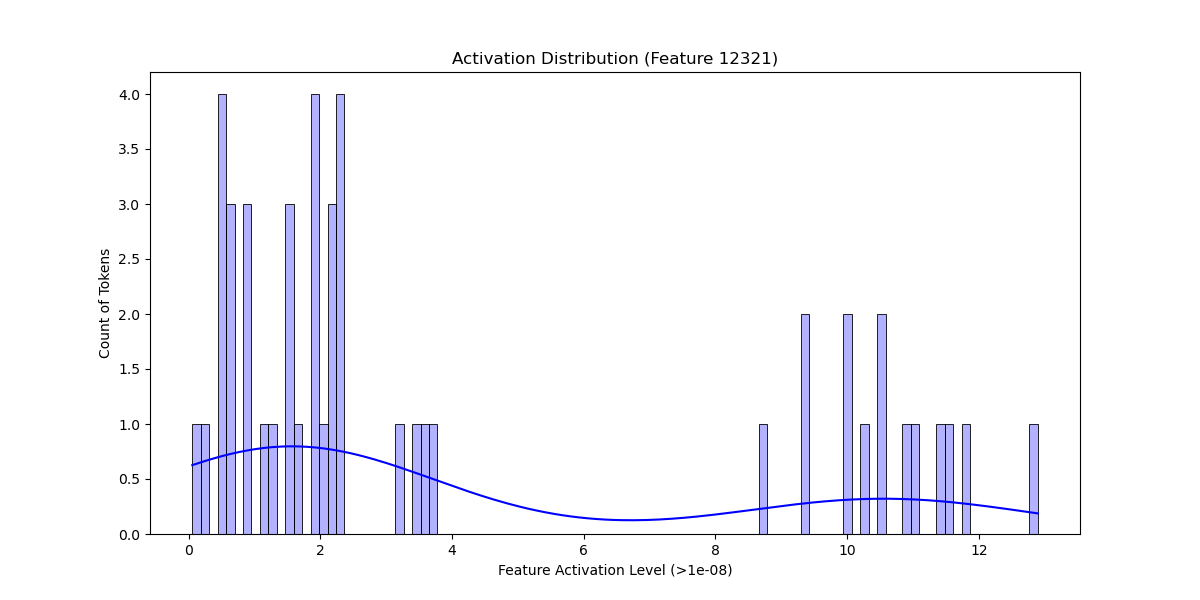 Activation Distribution (Feature 12321)
4.0
3.5
3.0
2.5
2.0
1.5
1.0
0.5
0.0
Count of Tokens
0 2 4 6 8 10 12
Feature Activation Level (>1e-08)